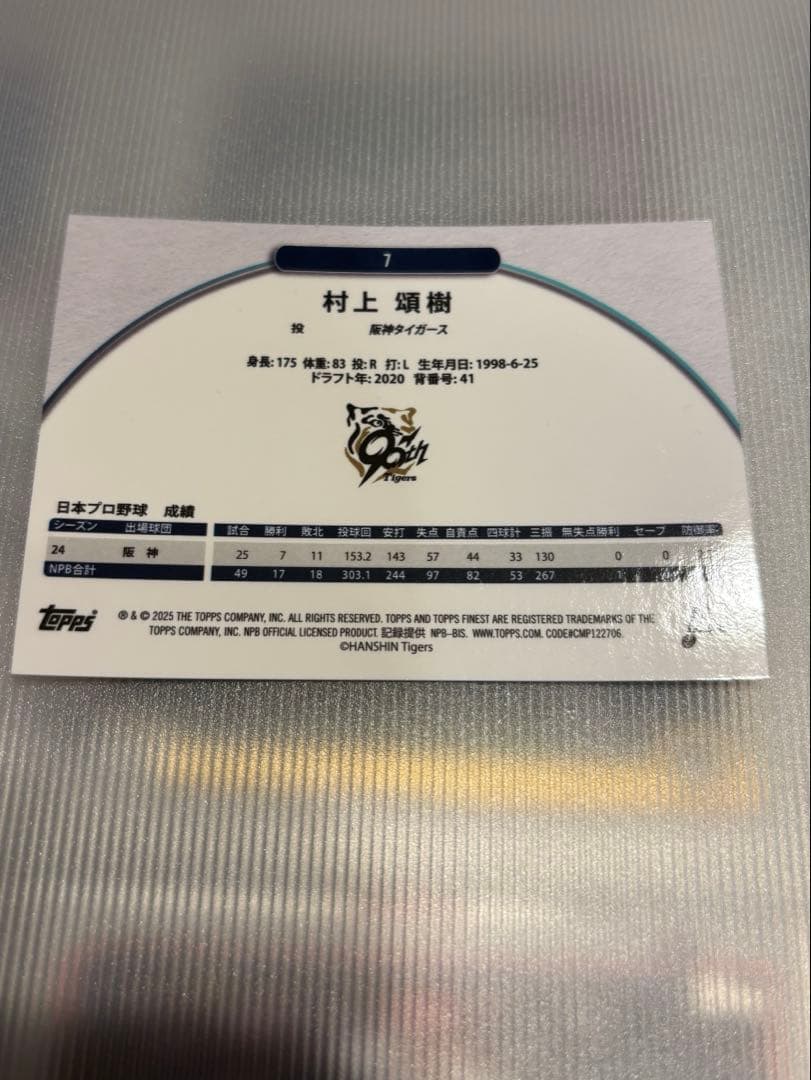 7
村上 頌樹
投 阪神タイガース
身長: 175 体重: 83 投: R 打: L 生年月日: 1998-6-25
ドラフト年: 2020 背番号: 41
90th
Tigers
日本プロ野球 成績
シーズン 出場球団 試合 勝利 敗北 投球回 安打 失点 自責点 四球計 三振 無失点勝利 セーブ 防御率
24 阪神 25 7 11 153.2 143 57 44 33 130 0 0
NPB合計 49 17 18 303.1 244 97 82 53 267 1
topps ® & © 2025 THE TOPPS COMPANY, INC. ALL RIGHTS RESERVED. TOPPS AND TOPPS FINEST ARE REGISTERED TRADEMARKS OF THE
TOPPS COMPANY, INC. NPB OFFICIAL LICENSED PRODUCT. 記録提供 NPB-BIS. WWW.TOPPS.COM. CODE#CMP122706.
©HANSHIN Tigers